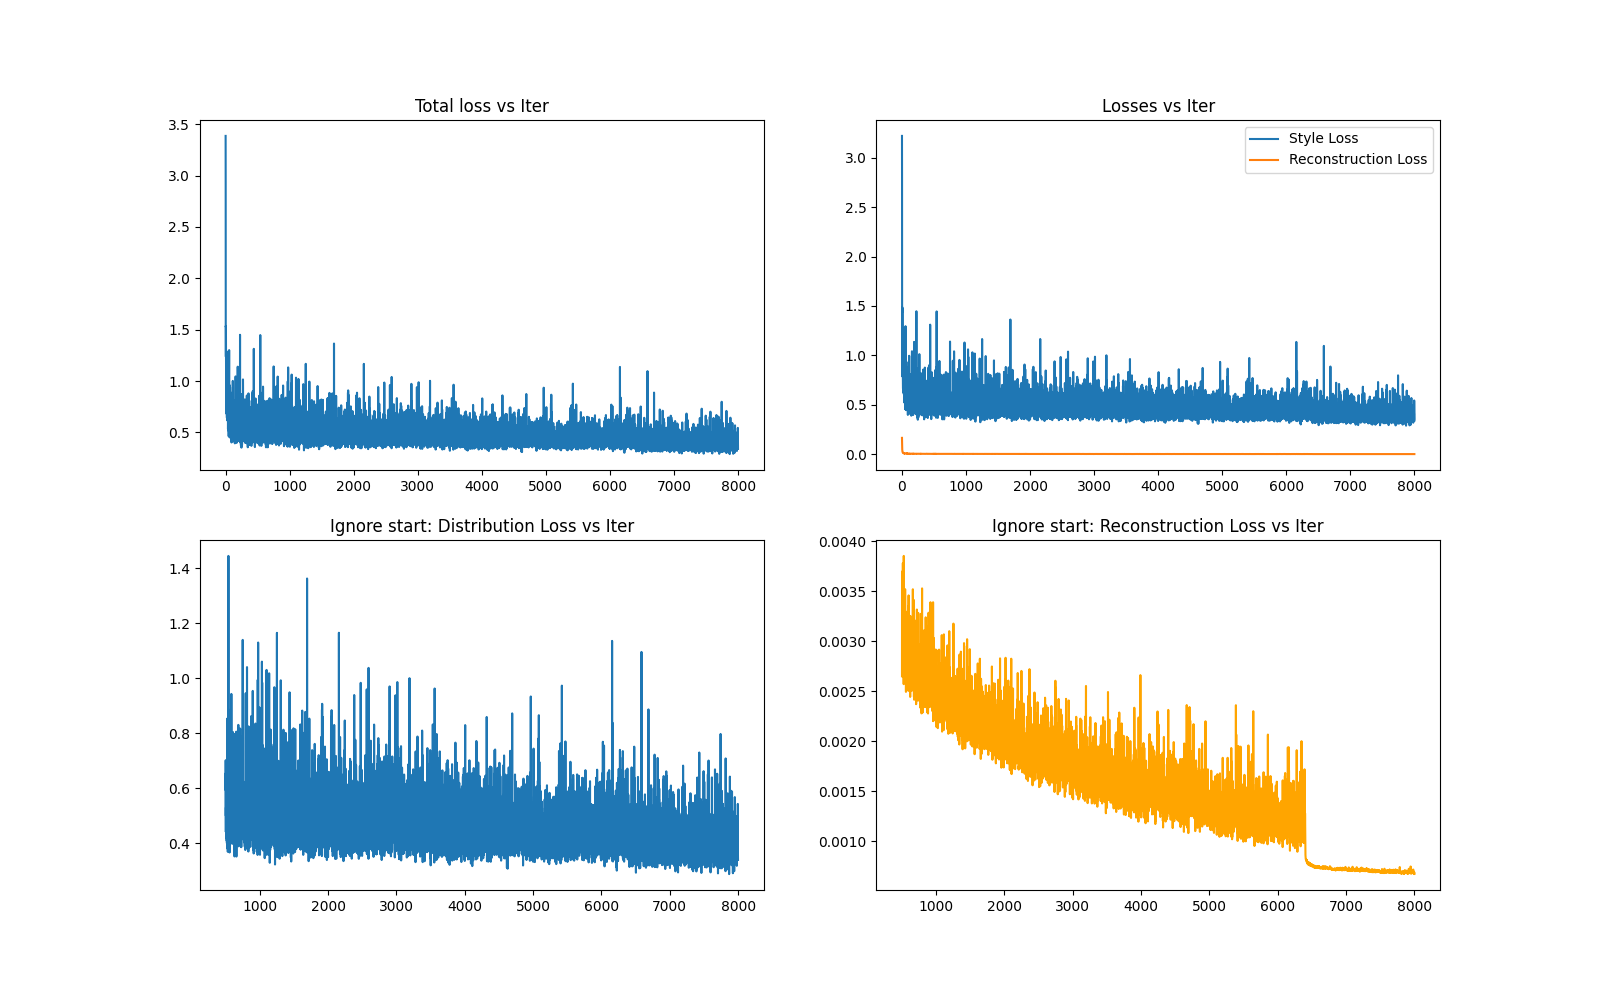 Total loss vs Iter
3.5
3.0
2.5
2.0
1.5
1.0
0.5
0 1000 2000 3000 4000 5000 6000 7000 8000
Losses vs Iter
Style Loss
Reconstruction Loss
3.0
2.5
2.0
1.5
1.0
0.5
0.0
0 1000 2000 3000 4000 5000 6000 7000 8000
Ignore start: Distribution Loss vs Iter
1.4
1.2
1.0
0.8
0.6
0.4
1000 2000 3000 4000 5000 6000 7000 8000
Ignore start: Reconstruction Loss vs Iter
0.0040
0.0035
0.0030
0.0025
0.0020
0.0015
0.0010
1000 2000 3000 4000 5000 6000 7000 8000